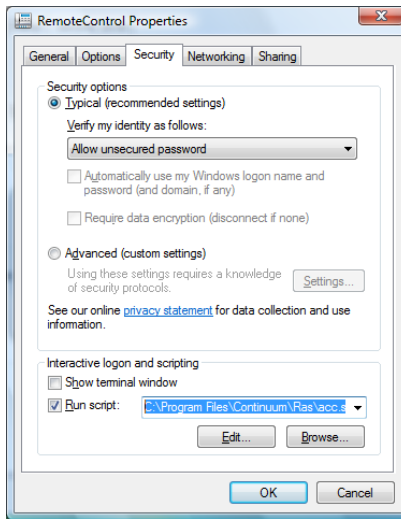 RemoteControl Properties
General Options Security Networking Sharing
Security options
Typical (recommended settings)
Verify my identity as follows:
Allow unsecured password
Automatically use my Windows logon name and
password (and domain, if any)
Require data encryption (disconnect if none)
Advanced (custom settings)
Using these settings requires a knowledge
of security protocols.
Settings...
See our online privacy statement for data collection and use
information.
Interactive logon and scripting
Show terminal window
Run script: C:\Program Files\Continuum\Ras\acc.s
Edit... Browse...
OK Cancel